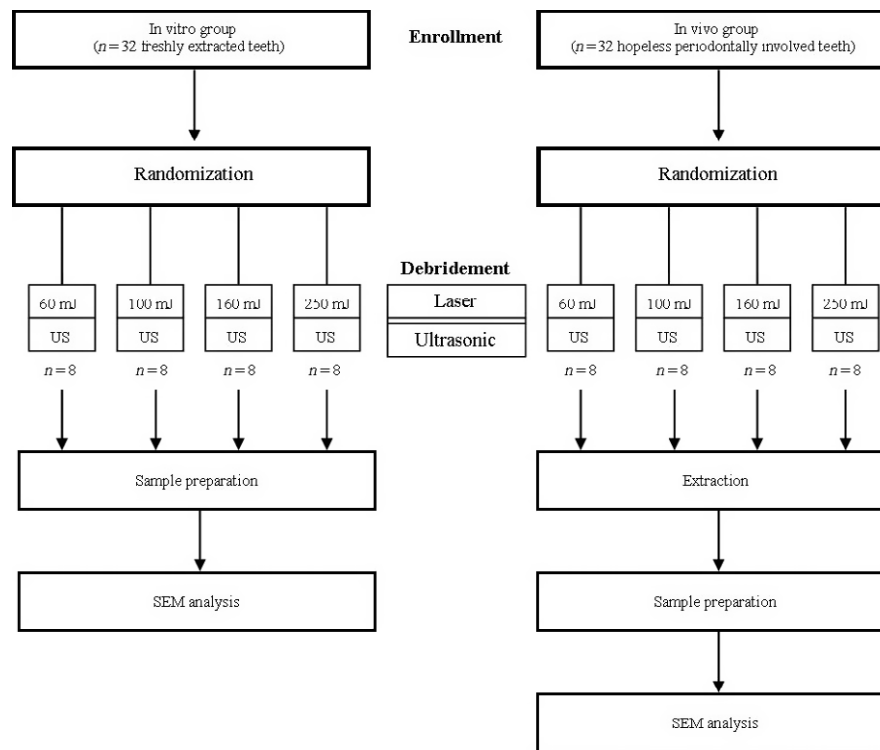 In vitro group
(n=32 freshly extracted teeth)
Enrollment
In vivo group
(n=32 hopeless periodontally involved teeth)
Randomization
Randomization
Debridement
60 mJ
100 mJ
160 mJ
250 mJ
Laser
60 mJ
100 mJ
160 mJ
250 mJ
US
US
US
US
Ultrasonic
US
US
US
US
n=8
n=8
n=8
n=8
n=8
n=8
n=8
n=8
Sample preparation
Extraction
SEM analysis
Sample preparation
SEM analysis